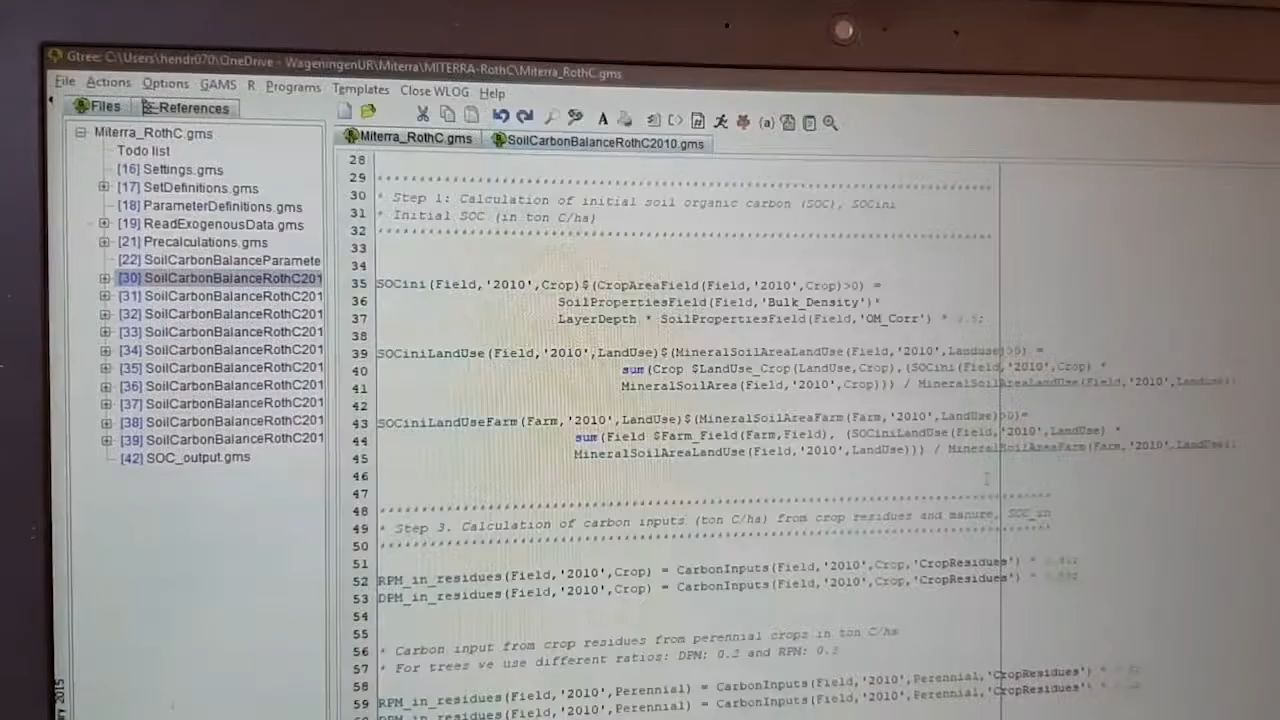 Gtree: C:\Users\hendr070\OneDrive - WageningenUR\Miterra\MITERRA-RothC\Miterra_RothC.gms
File Actions Options GAMS R Programs Templates Close WLOG Help
Files References
Miterra_RothC.gms SoilCarbonBalanceRothC2010.gms
Miterra_RothC.gms
Todo list
[16] Settings.gms
[17] SetDefinitions.gms
[18] ParameterDefinitions.gms
[19] ReadExogenousData.gms
[21] Precalculations.gms
[22] SoilCarbonBalanceParamete
[30] SoilCarbonBalanceRothC201
[31] SoilCarbonBalanceRothC201
[32] SoilCarbonBalanceRothC201
[33] SoilCarbonBalanceRothC201
[34] SoilCarbonBalanceRothC201
[35] SoilCarbonBalanceRothC201
[36] SoilCarbonBalanceRothC201
[37] SoilCarbonBalanceRothC201
[38] SoilCarbonBalanceRothC201
[39] SoilCarbonBalanceRothC201
[42] SOC_output.gms
28
29
30 * Step 1: Calculation of initial soil organic carbon (SOC), SOCini
31 * Initial SOC (in ton C/ha)
32
33
34
35 SOCini(Field,'2010',Crop)$(CropAreaField(Field,'2010',Crop)>0) =
36 SoilPropertiesField(Field,'Bulk_Density')*
37 LayerDepth * SoilPropertiesField(Field,'OM_Corr') *
38
39 SOCiniLandUse(Field,'2010',LandUse)$(MineralSoilAreaLandUse(Field,'2010',Landuse)>0) =
40 sum(Crop $LandUse_Crop(LandUse,Crop),(SOCini(Field,'2010',Crop) *
41 MineralSoilArea(Field,'2010',Crop))) / MineralSoilAreaLandUse(Field,'2010',Landuse);
42
43 SOCiniLandUseFarm(Farm,'2010',LandUse)$(MineralSoilAreaFarm(Farm,'2010',LandUse)>0)=
44 sum(Field $Farm_Field(Farm,Field), (SOCiniLandUse(Field,'2010',LandUse) *
45 MineralSoilAreaLandUse(Field,'2010',LandUse))) / MineralSoilAreaFarm(Farm,'2010',LandUse);
46
47
48
49 * Step 3. Calculation of carbon inputs (ton C/ha) from crop residues and manure, SOC_in
50
51
52 RPM_in_residues(Field,'2010',Crop) = CarbonInputs(Field,'2010',Crop,'CropResidues') *
53 DPM_in_residues(Field,'2010',Crop) = CarbonInputs(Field,'2010',Crop,'CropResidues') *
54
55
56 * Carbon input from crop residues from perennial crops in ton C/ha
57 * For trees we use different ratios: DPM: 0.2 and RPM:
58
59 RPM_in_residues(Field,'2010',Perennial) = CarbonInputs(Field,'2010',Perennial,'CropResidues') *
DPM_in_residues(Field,'2010',Perennial) = CarbonInputs(Field,'2010',Perennial,'CropResidues') *
2015